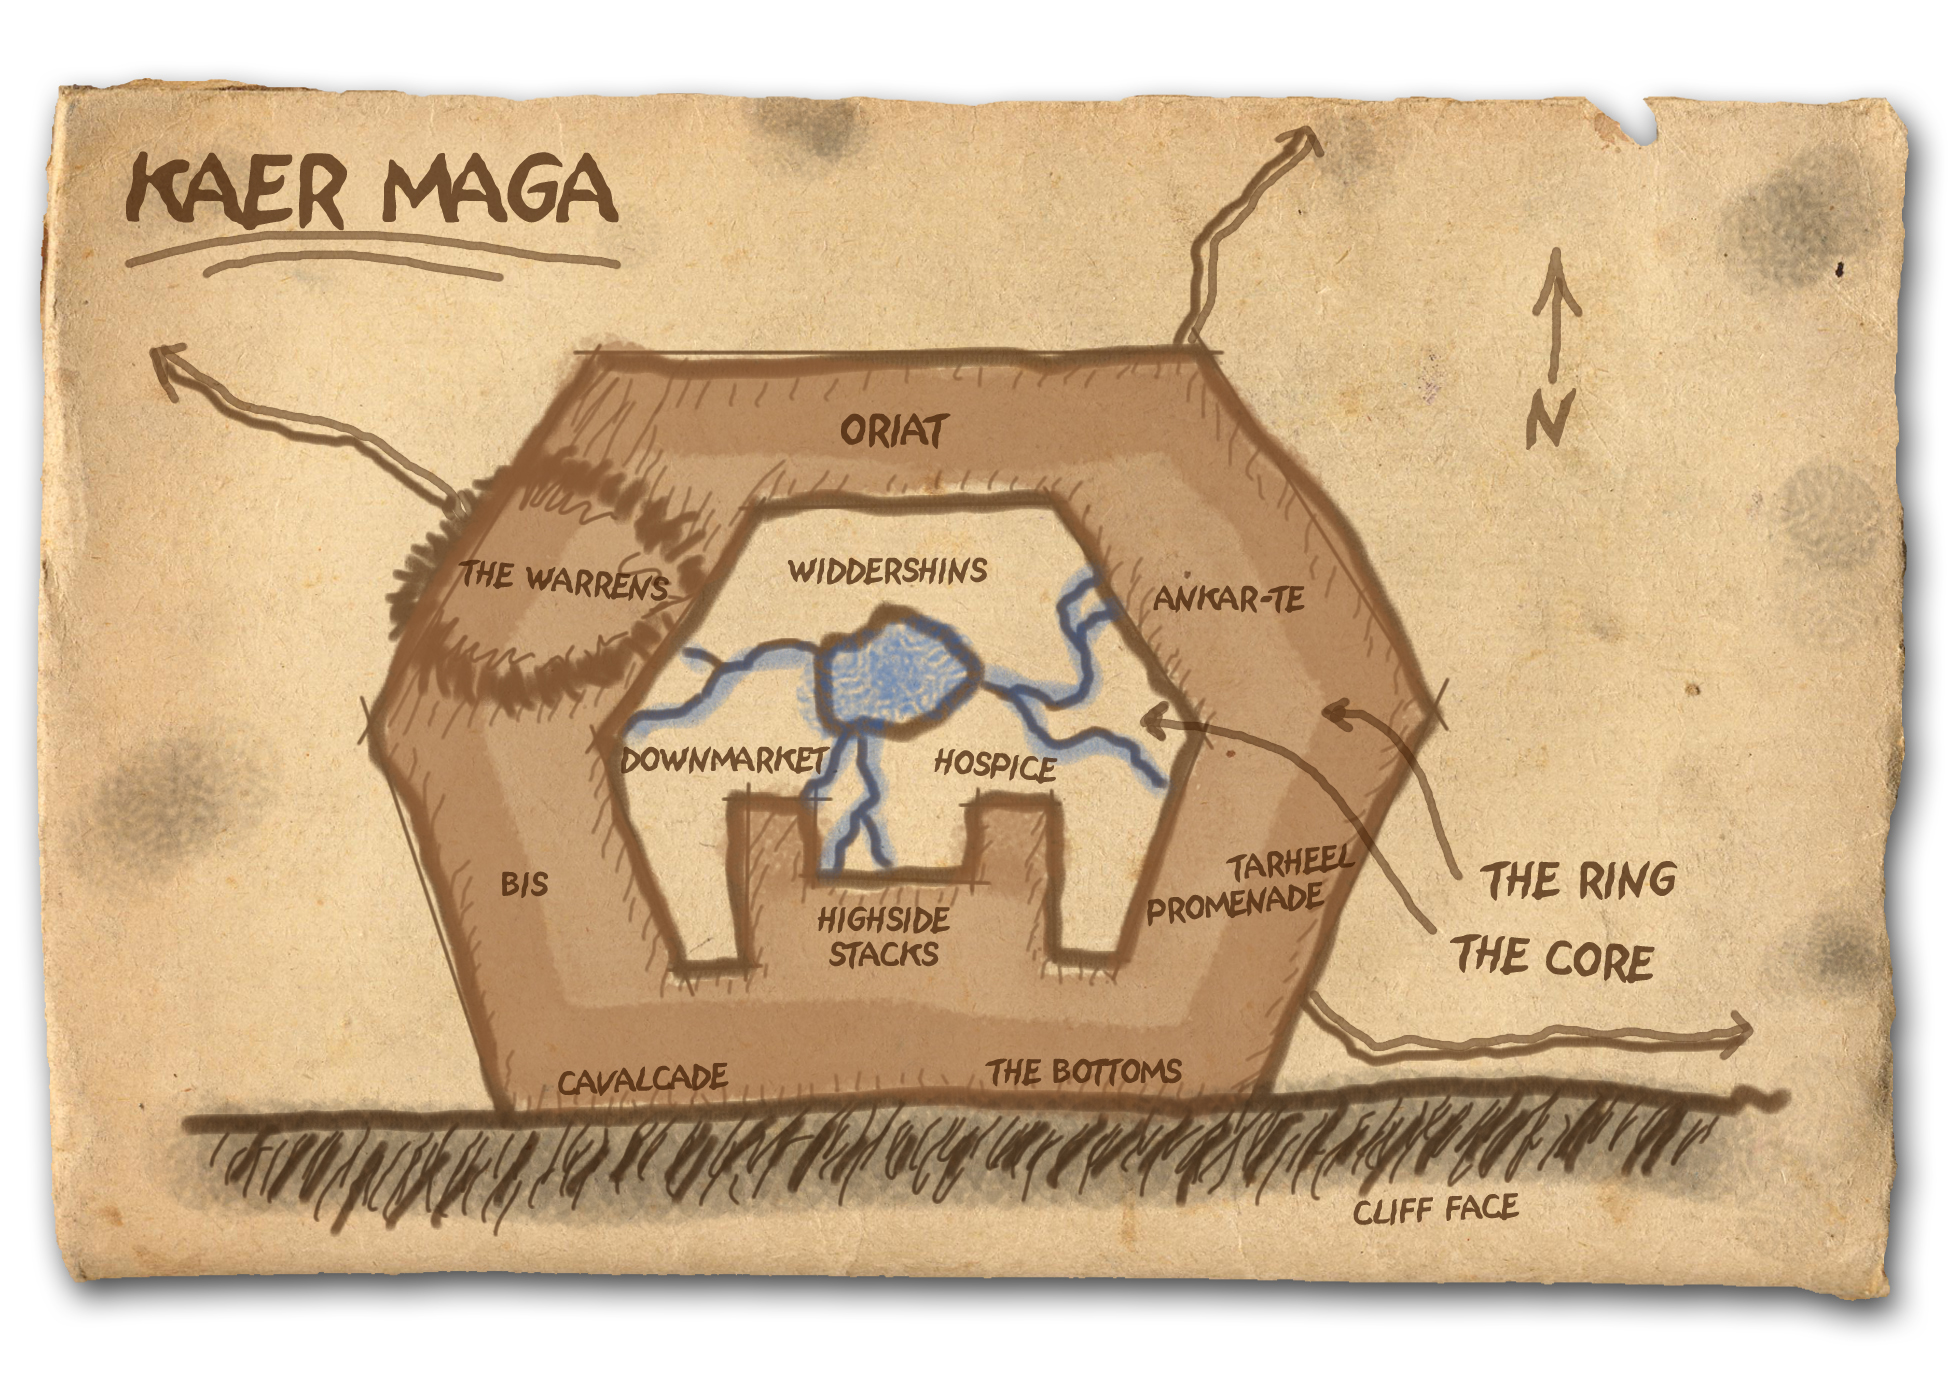 KAER MAGA
N
ORIAT
THE WARRENS
WIDDERSHINS
ANKAR-TE
DOWNMARKET
HOSPICE
BIS
TARHEEL
PROMENADE
THE RING
HIGHSIDE
STACKS
THE CORE
CAVALCADE
THE BOTTOMS
CLIFF FACE